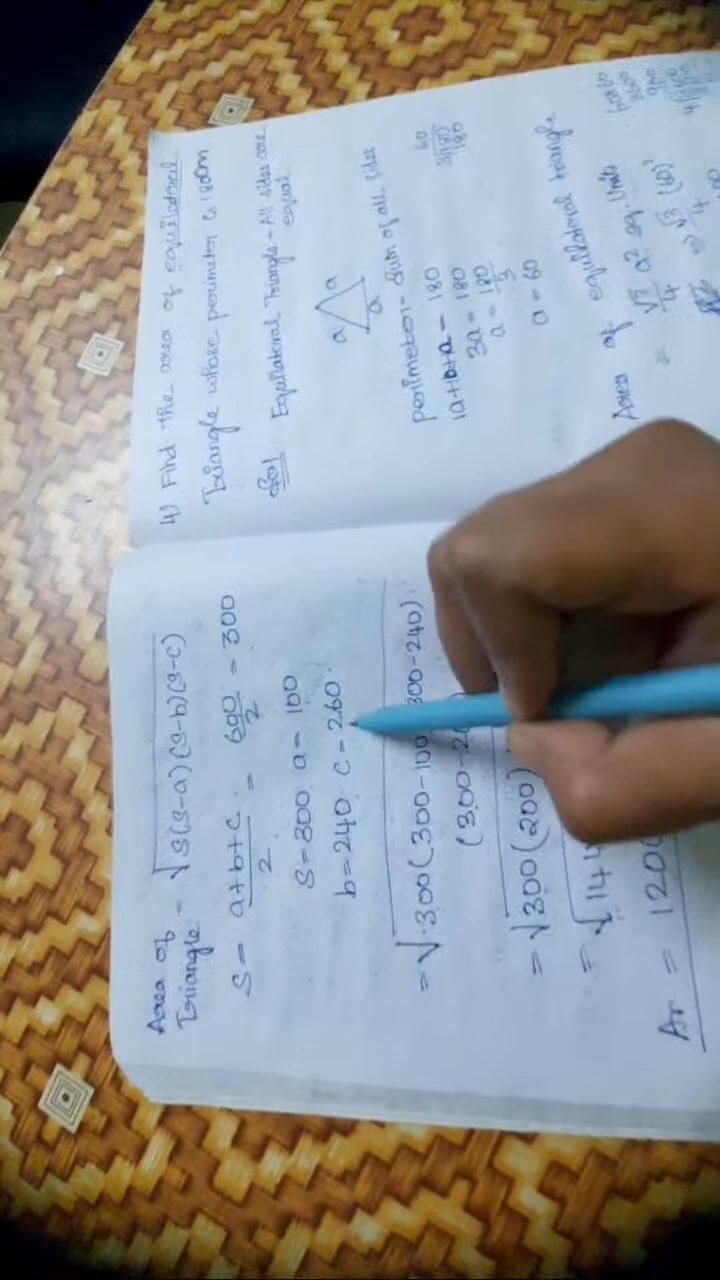 Area of
Triangle = √S(S-a)(S-b)(S-c)
S = a+b+c / 2 = 600 / 2 = 300
S=300 a=100
b=240 c=260.
=√300(300-100 300-240)
(300-2
=√300(200)
=√144
Ar = 120
4) Find the area of equilateral
Triangle whose perimeter is 180cm
Sol Equilateral Triangle - All sides are
equal
a a
a
perimeter = Sum of all sides
a+a+a = 180
3a = 180
a = 180 / 3
a = 60
60
3)180
180
Area of equilateral triangle
= √3 / 4 a² sq units